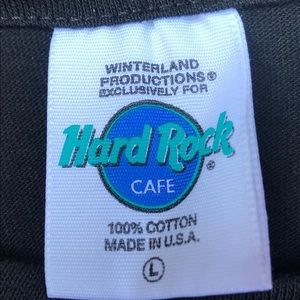 WINTERLAND
PRODUCTIONS®
EXCLUSIVELY FOR
Hard Rock®
CAFE
100% COTTON
MADE IN U.S.A.
L